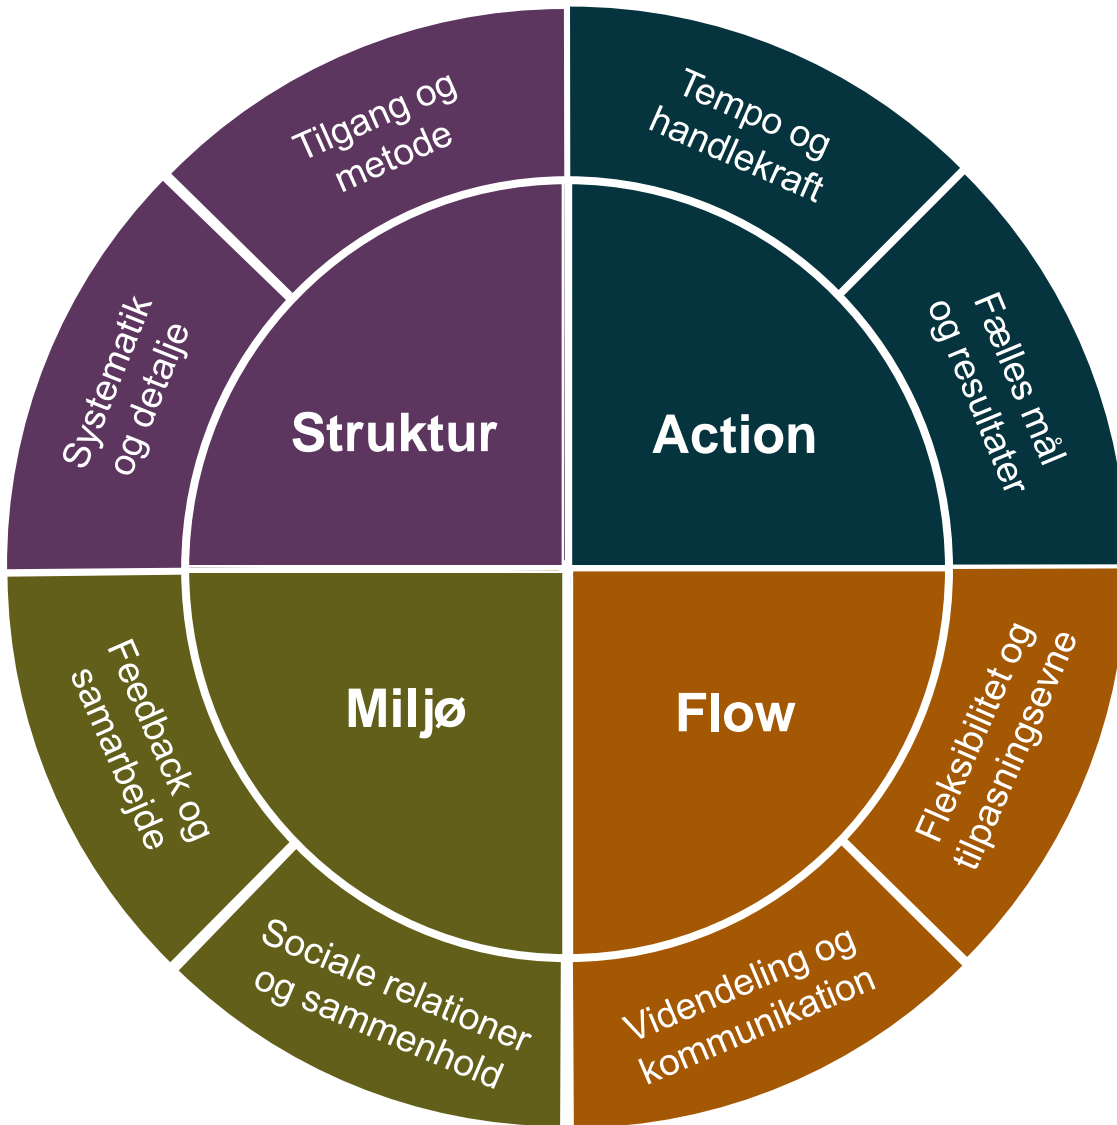 Tilgang og
metode
Tempo og
handlekraft
Systematik
og detalje
Fælles mål
og resultater
Struktur
Action
Miljø
Flow
Feedback og
samarbejde
Fleksibilitet og
tilpasningsevne
Sociale relationer
og sammenhold
Videndeling og
kommunikation